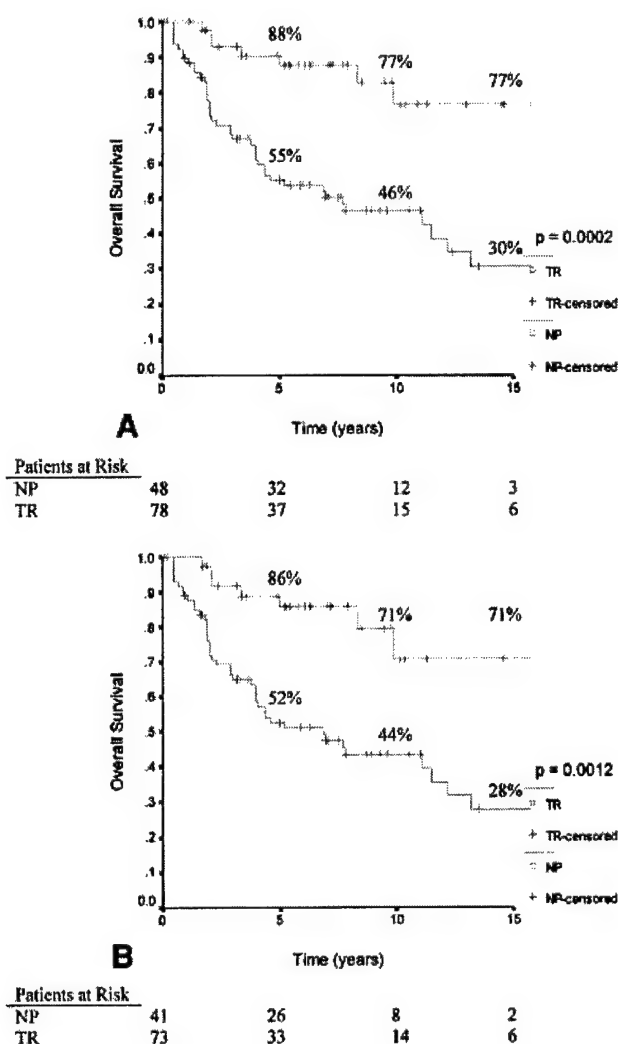 1.0
.9
.8
.7
.6
.5
.4
.3
.2
.1
0.0
Overall Survival
88%
77%
77%
55%
46%
30%
p = 0.0002
TR
TR-censored
NP
NP-censored
0
5
10
15
Time (years)
A
Patients at Risk
NP 48 32 12 3
TR 78 37 15 6
1.0
.9
.8
.7
.6
.5
.4
.3
.2
.1
0.0
Overall Survival
86%
71%
71%
52%
44%
28%
p = 0.0012
TR
TR-censored
NP
NP-censored
0
5
10
15
Time (years)
B
Patients at Risk
NP 41 26 8 2
TR 73 33 14 6